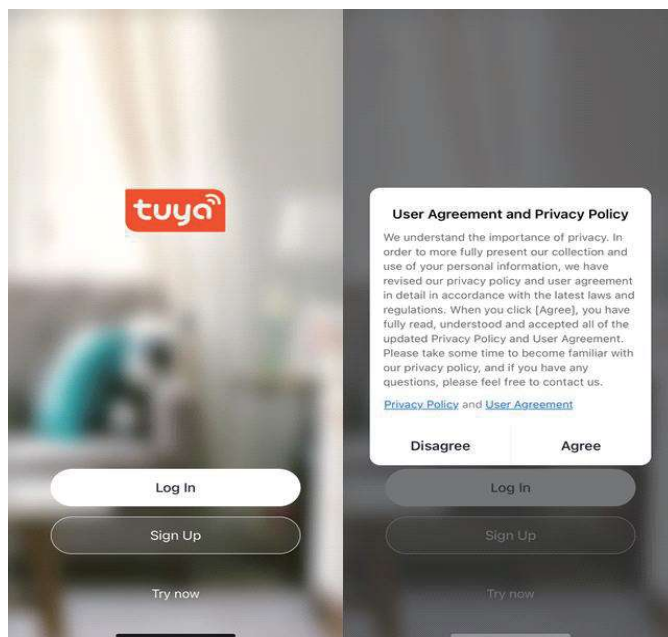 tuya
Log In
Sign Up
Try now
User Agreement and Privacy Policy
We understand the importance of privacy. In
order to more fully present our collection and
use of your personal information, we have
revised our privacy policy and user agreement
in detail in accordance with the latest laws and
regulations. When you click [Agree], you have
fully read, understood and accepted all of the
updated Privacy Policy and User Agreement.
Please take some time to become familiar with
our privacy policy, and if you have any
questions, please feel free to contact us.
Privacy Policy and User Agreement
Disagree Agree
Log In
Sign Up
Try now